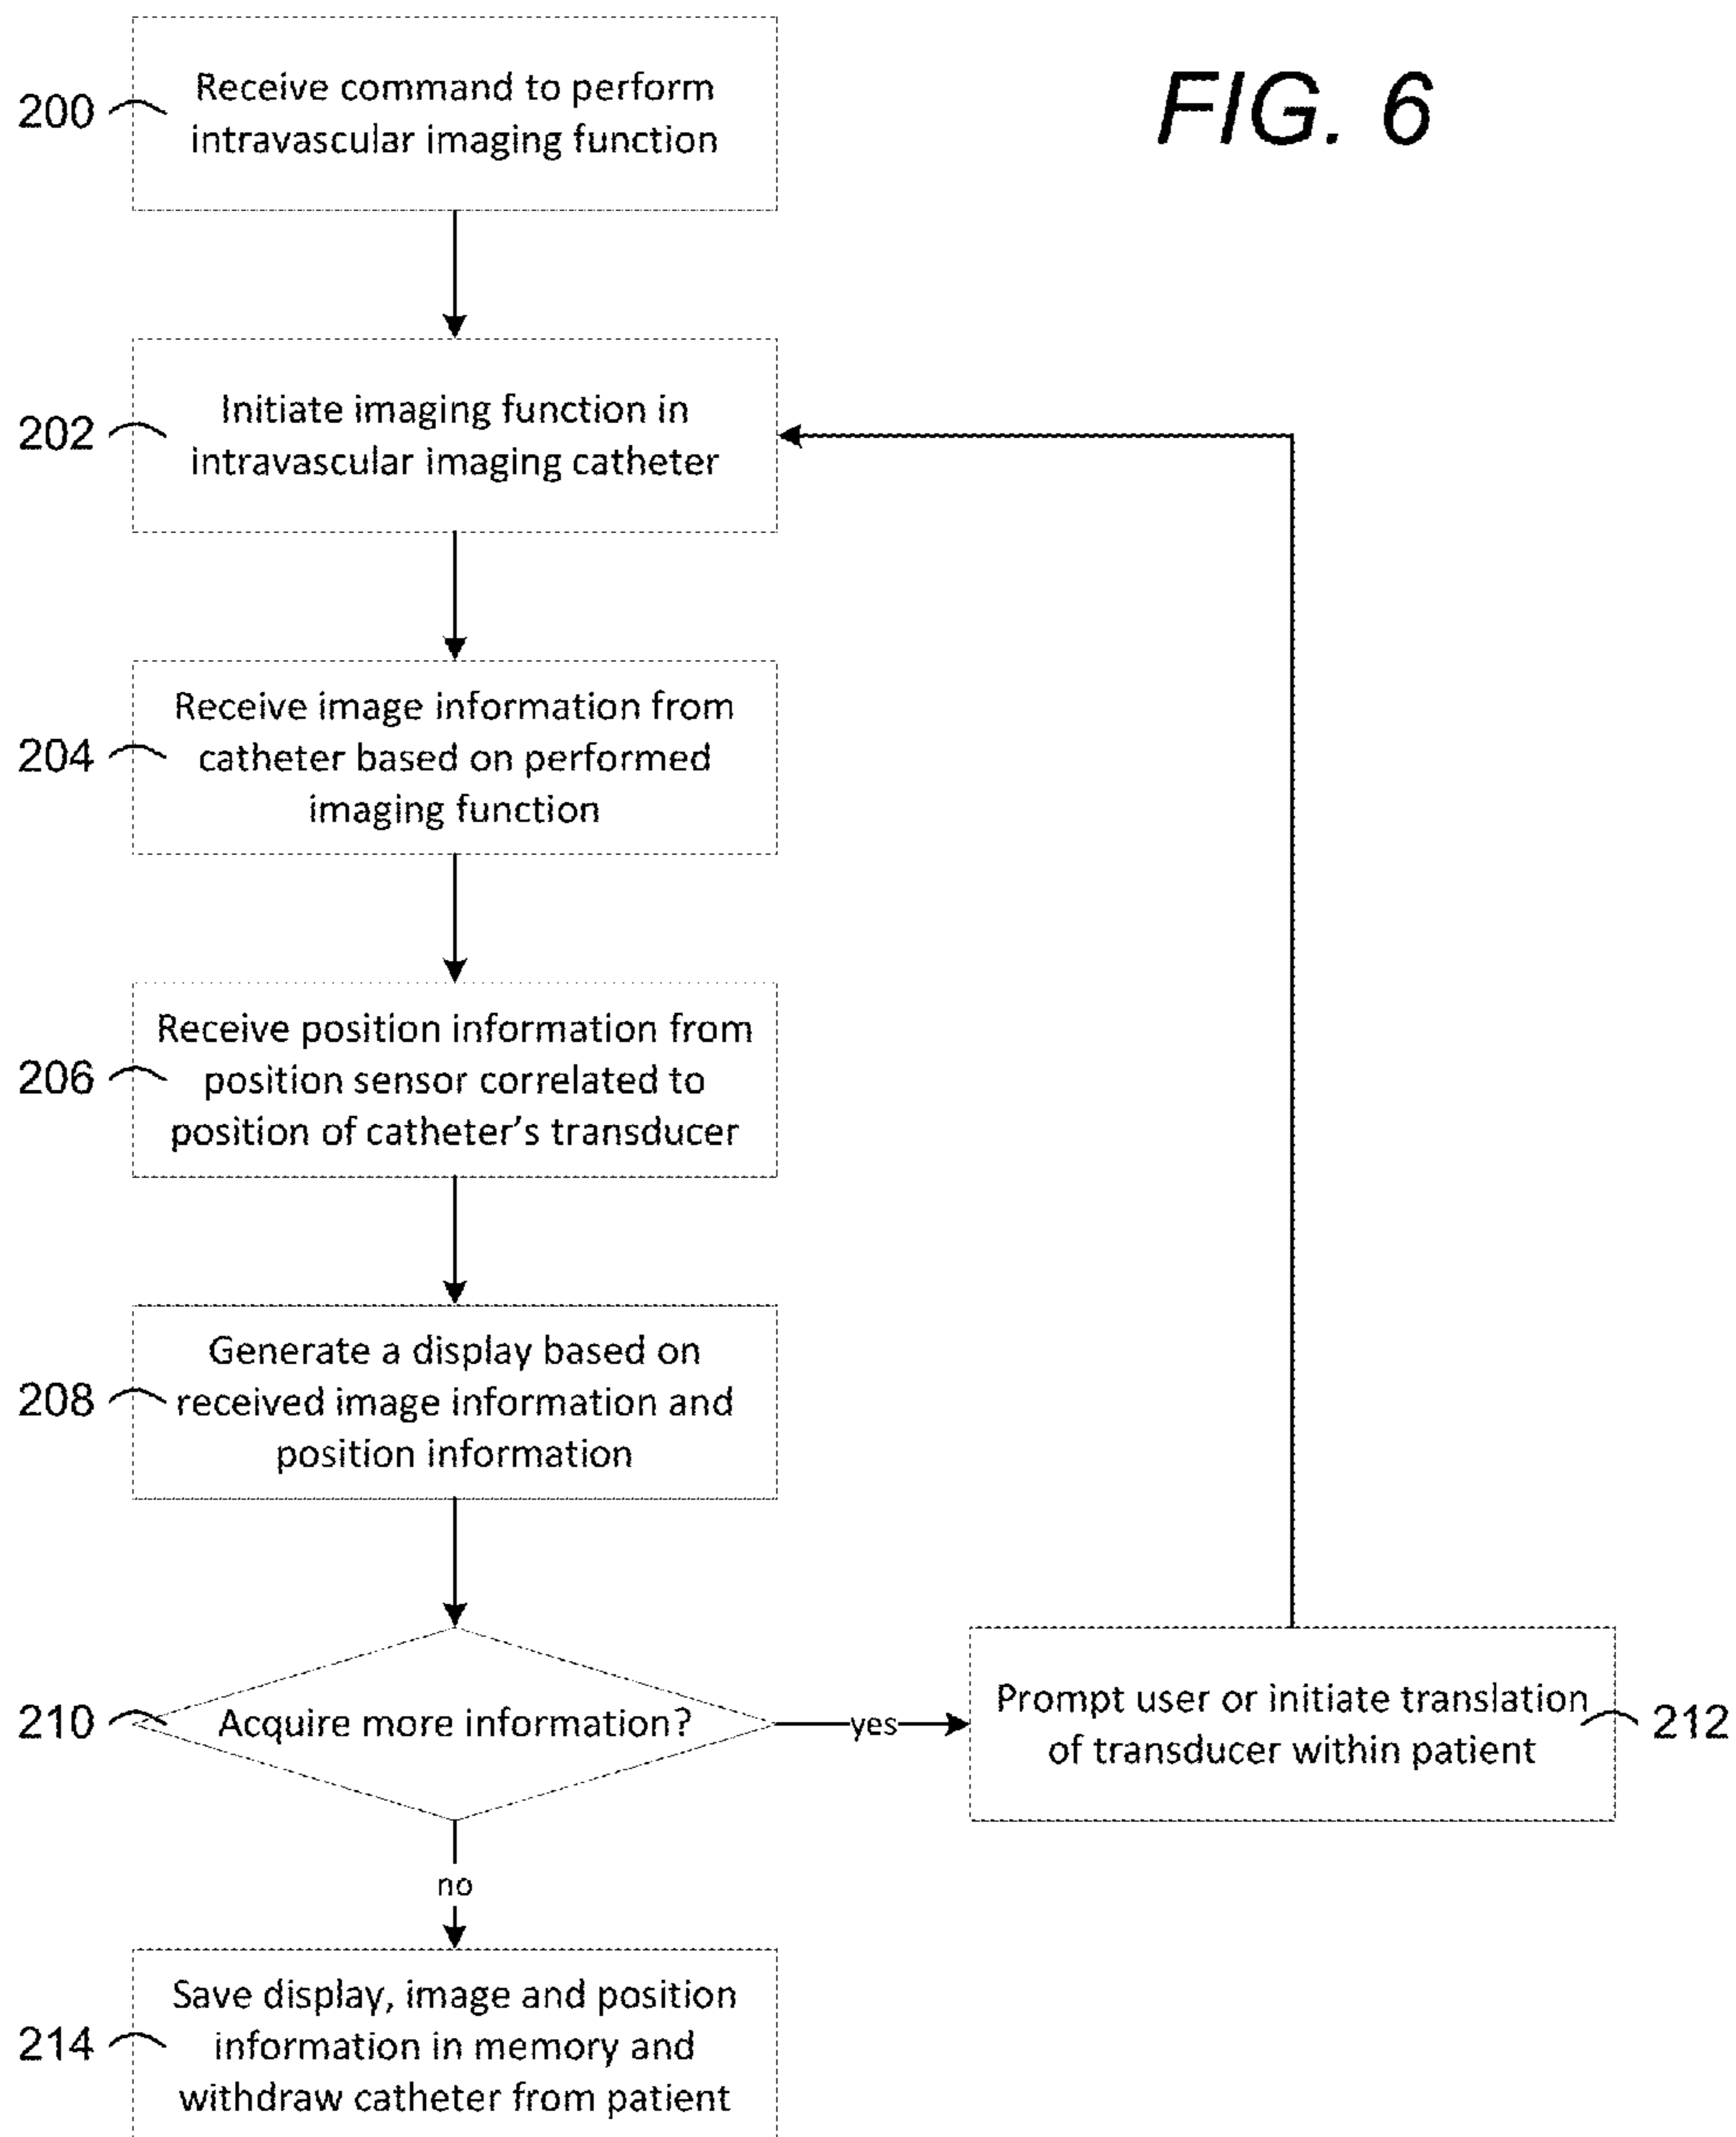 FIG. 6
200
Receive command to perform
intravascular imaging function
202
Initiate imaging function in
intravascular imaging catheter
204
Receive image information from
catheter based on performed
imaging function
206
Receive position information from
position sensor correlated to
position of catheter’s transducer
208
Generate a display based on
received image information and
position information
210
Acquire more information?
yes
Prompt user or initiate translation
of transducer within patient
212
no
214
Save display, image and position
information in memory and
withdraw catheter from patient